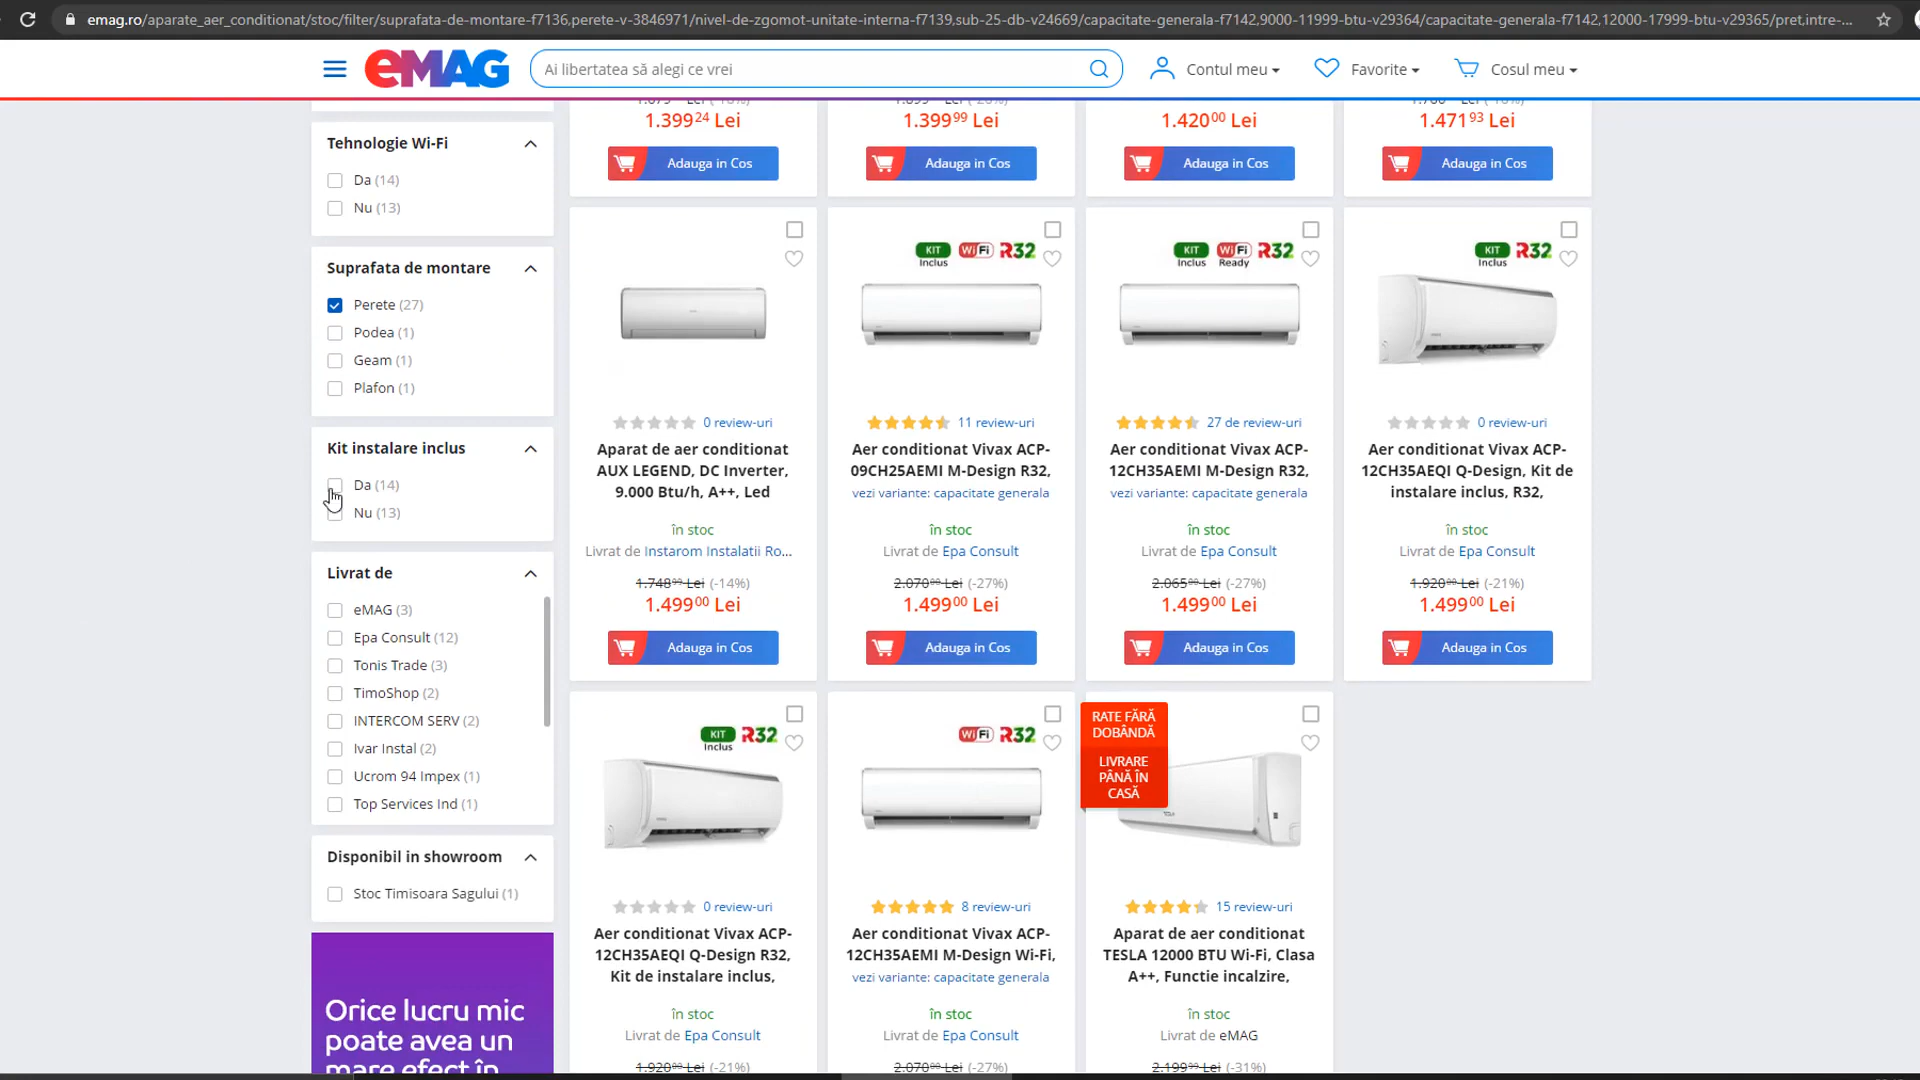 emag.ro/aparate_aer_conditionat/stoc/filter/suprafata-de-montare-f7136,perete-v-3846971/nivel-de-zgomot-unitate-interna-f7139,sub-25-db-v24669/capacitate-generala-f7142,9000-11999-btu-v29364/capacitate-generala-f7142,12000-17999-btu-v29365/pret,intre-...
eMAG
Ai libertatea să alegi ce vrei
Contul meu
Favorite
Cosul meu
Tehnologie Wi-Fi
Da (14)
Nu (13)
Suprafata de montare
Perete (27)
Podea (1)
Geam (1)
Plafon (1)
Kit instalare inclus
Da (14)
Nu (13)
Livrat de
eMAG (3)
Epa Consult (12)
Tonis Trade (3)
TimoShop (2)
INTERCOM SERV (2)
Ivar Instal (2)
Ucrom 94 Impex (1)
Top Services Ind (1)
Disponibil in showroom
Stoc Timisoara Sagului (1)
Orice lucru mic
poate avea un
mare efect în
1.399²⁴ Lei
Adauga in Cos
1.399⁹⁹ Lei
Adauga in Cos
1.420⁰⁰ Lei
Adauga in Cos
1.471⁹³ Lei
Adauga in Cos
0 review-uri
Aparat de aer conditionat
AUX LEGEND, DC Inverter,
9.000 Btu/h, A++, Led
în stoc
Livrat de Instarom Instalatii Ro...
1.748⁹⁹ Lei (-14%)
1.499⁰⁰ Lei
Adauga in Cos
KIT Inclus WiFi R32
11 review-uri
Aer conditionat Vivax ACP-
09CH25AEMI M-Design R32,
vezi variante: capacitate generala
în stoc
Livrat de Epa Consult
2.070⁰⁰ Lei (-27%)
1.499⁰⁰ Lei
Adauga in Cos
KIT Inclus WiFi Ready R32
27 de review-uri
Aer conditionat Vivax ACP-
12CH35AEMI M-Design R32,
vezi variante: capacitate generala
în stoc
Livrat de Epa Consult
2.065⁰⁰ Lei (-27%)
1.499⁰⁰ Lei
Adauga in Cos
KIT Inclus R32
0 review-uri
Aer conditionat Vivax ACP-
12CH35AEQI Q-Design, Kit de
instalare inclus, R32,
în stoc
Livrat de Epa Consult
1.920⁰⁰ Lei (-21%)
1.499⁰⁰ Lei
Adauga in Cos
KIT Inclus R32
0 review-uri
Aer conditionat Vivax ACP-
12CH35AEQI Q-Design R32,
Kit de instalare inclus,
în stoc
Livrat de Epa Consult
1.920⁰⁰ Lei (-21%)
WiFi R32
8 review-uri
Aer conditionat Vivax ACP-
12CH35AEMI M-Design Wi-Fi,
vezi variante: capacitate generala
în stoc
Livrat de Epa Consult
2.070⁰⁰ Lei (-27%)
RATE FĂRĂ
DOBÂNDĂ
LIVRARE
PÂNĂ ÎN
CASĂ
TESLA
15 review-uri
Aparat de aer conditionat
TESLA 12000 BTU Wi-Fi, Clasa
A++, Functie incalzire,
în stoc
Livrat de eMAG
2.199⁹⁹ Lei (-31%)